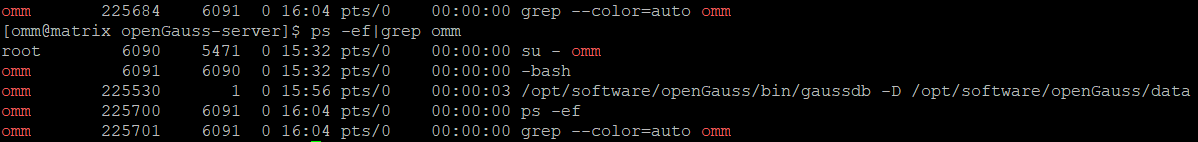 omm 225684 6091 0 16:04 pts/0 00:00:00 grep --color=auto omm
[omm@matrix openGauss-server]$ ps -ef|grep omm
root 6090 5471 0 15:32 pts/0 00:00:00 su - omm
omm 6091 6090 0 15:32 pts/0 00:00:00 -bash
omm 225530 1 0 15:56 pts/0 00:00:03 /opt/software/openGauss/bin/gaussdb -D /opt/software/openGauss/data
omm 225700 6091 0 16:04 pts/0 00:00:00 ps -ef
omm 225701 6091 0 16:04 pts/0 00:00:00 grep --color=auto omm